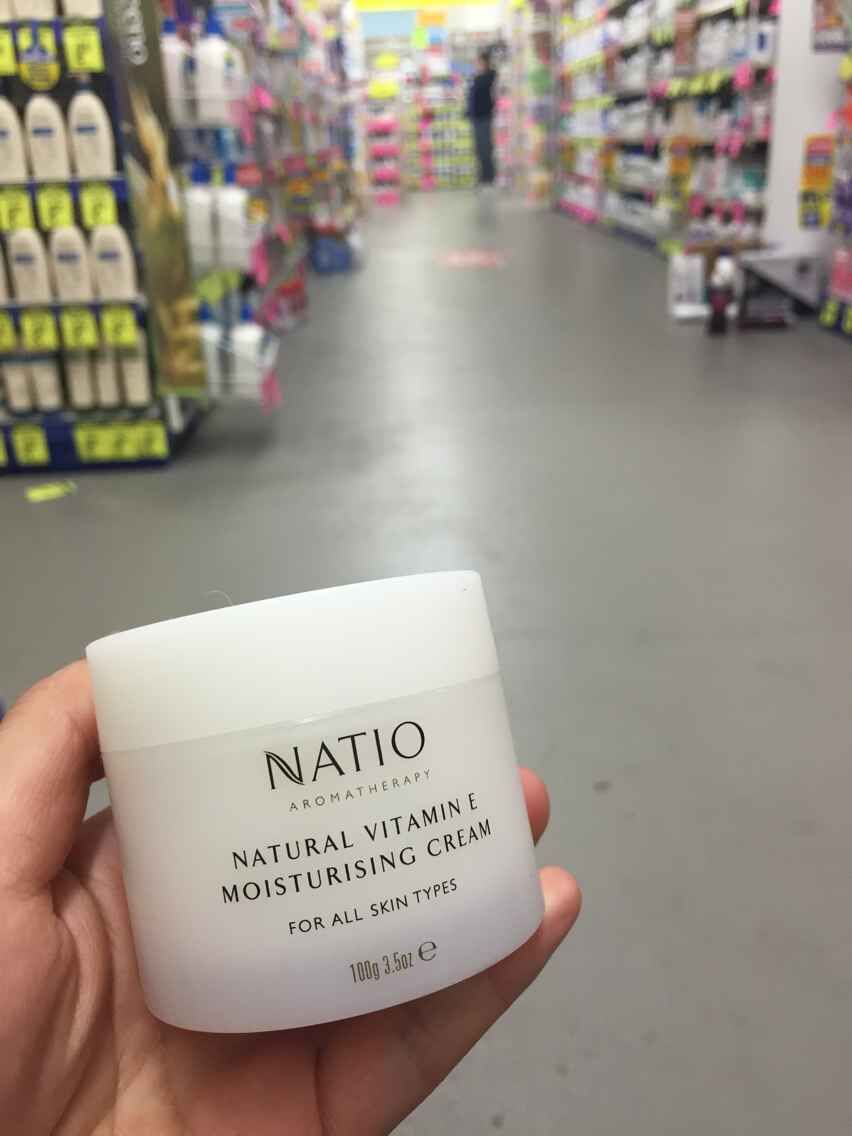 NATIO
AROMATHERAPY
NATURAL VITAMIN E
MOISTURISING CREAM
FOR ALL SKIN TYPES
100g 3.5oz ℮